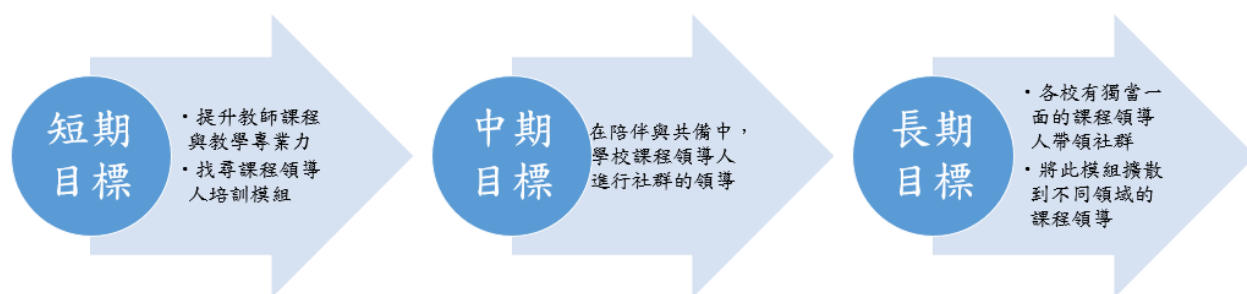 短期
目標
・提升教師課程
與教學專業力
・找尋課程領導
人培訓模組
中期
目標
在陪伴與共備中，
學校課程領導人
進行社群的領導
長期
目標
・各校有獨當一
面的課程領導
人帶領社群
・將此模組擴散
到不同領域的
課程領導